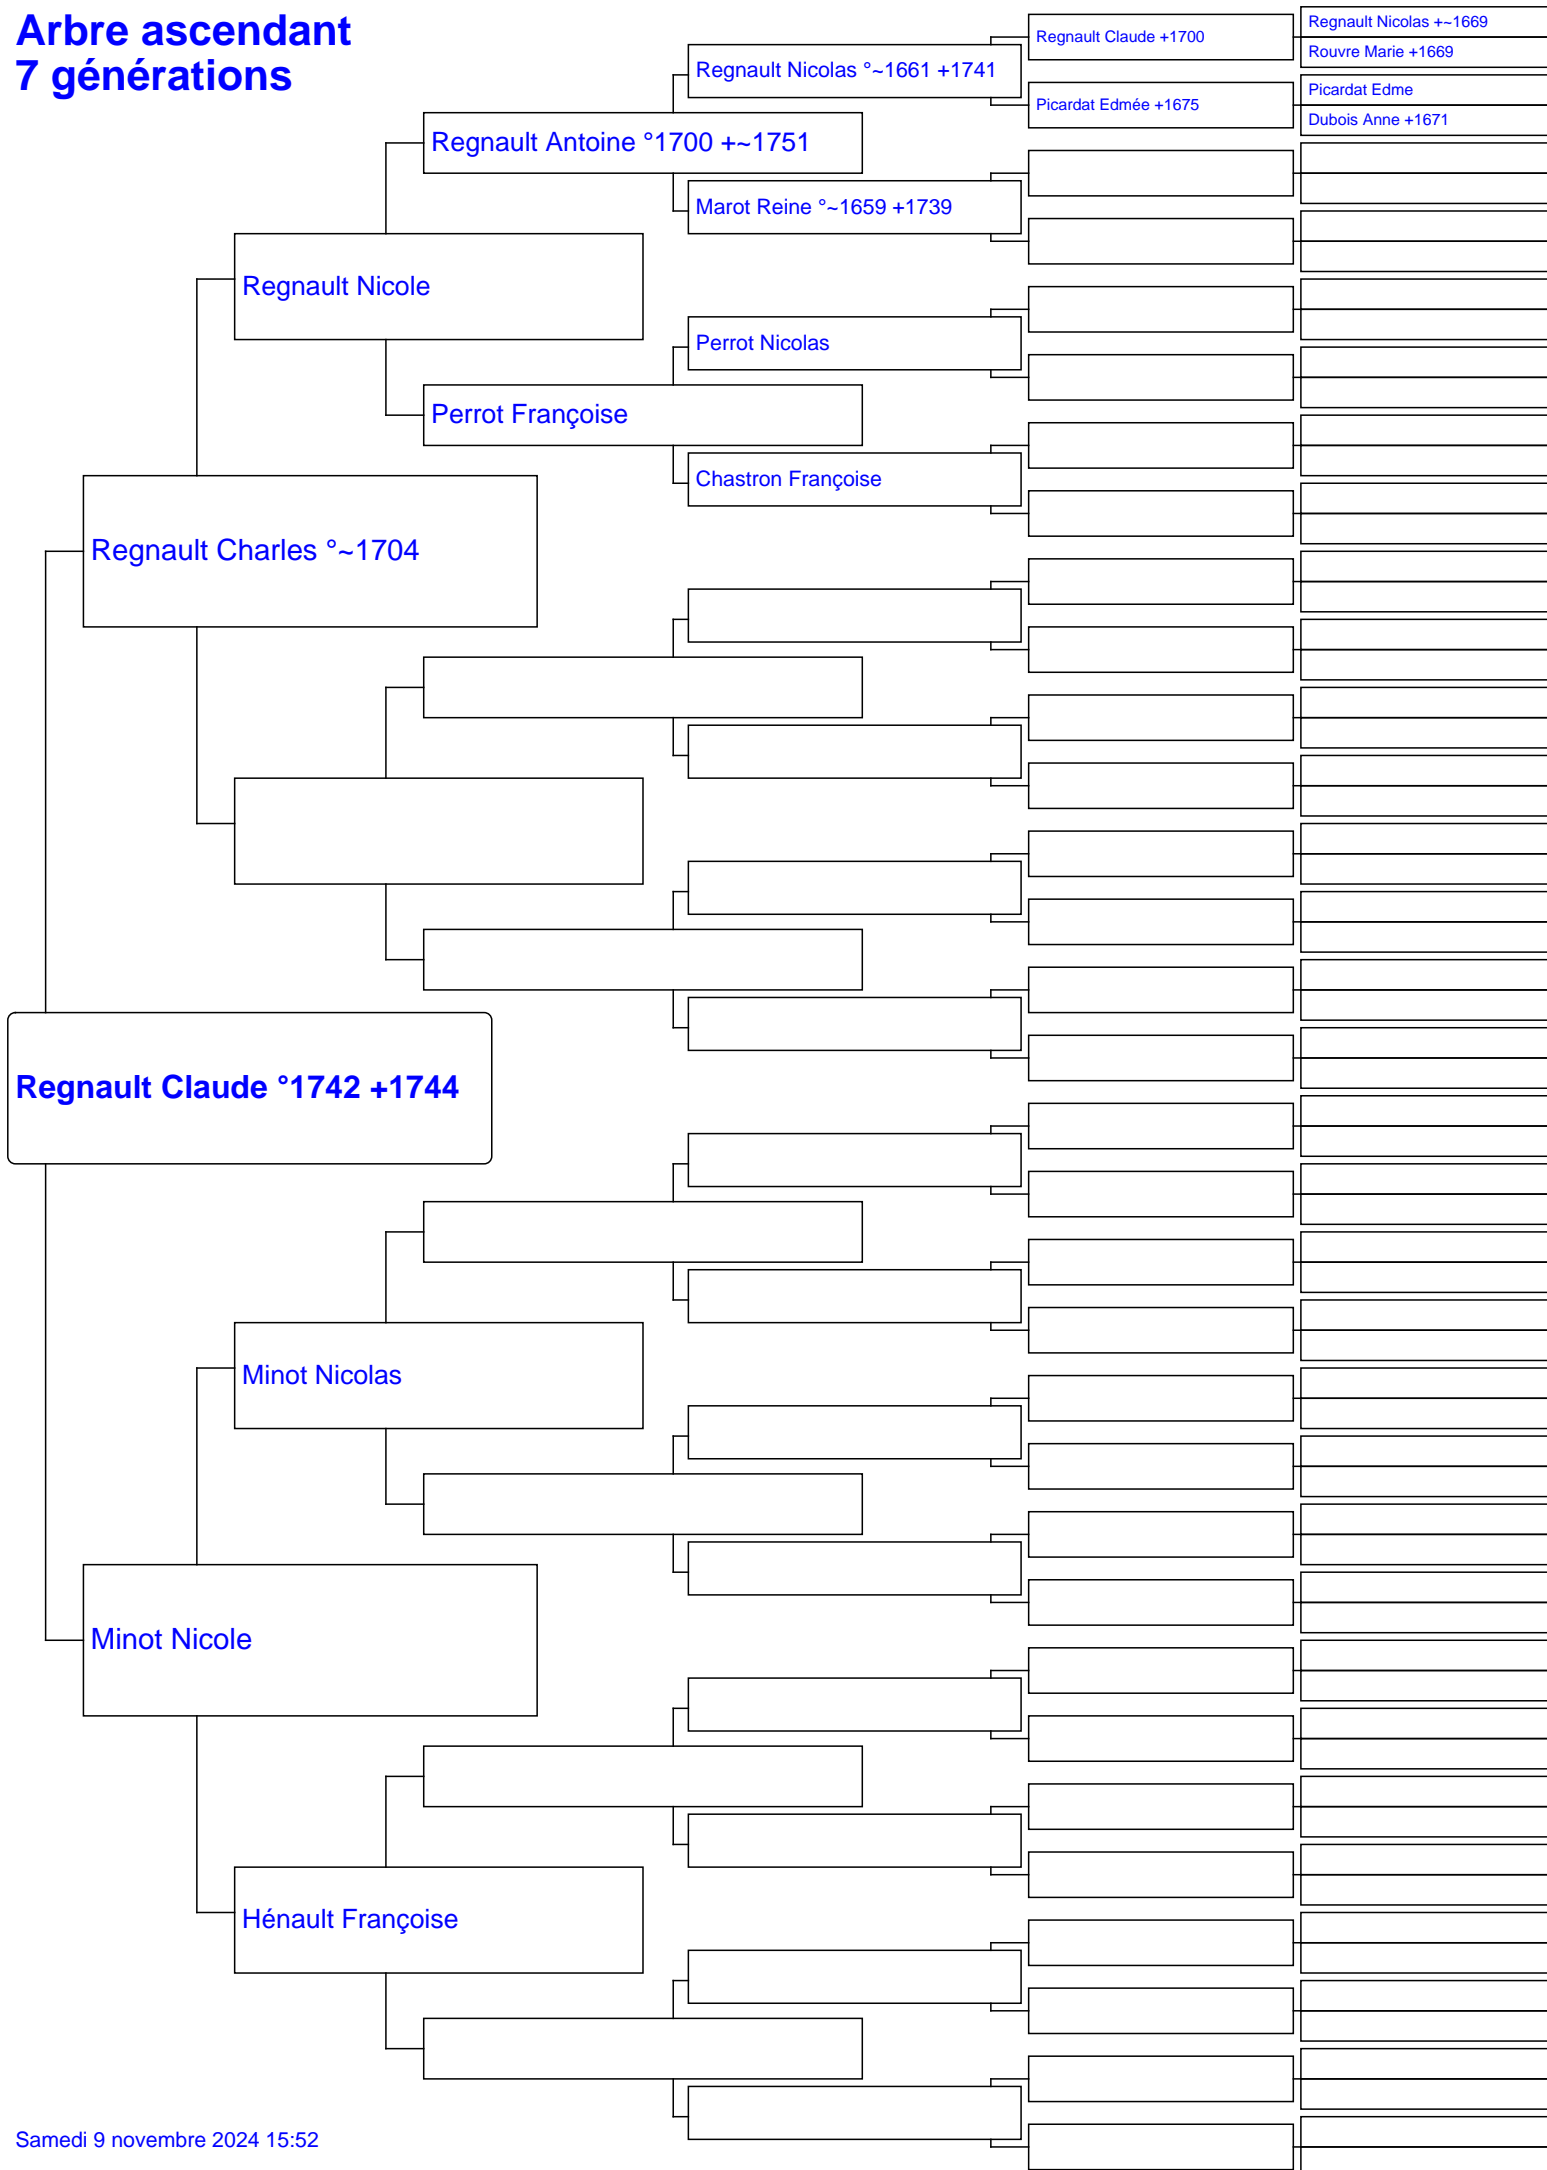 Arbre ascendant
7 générations
Regnault Nicolas +~1669
Regnault Claude +1700
Rouvre Marie +1669
Regnault Nicolas °~1661 +1741
Picardat Edme
Picardat Edmée +1675
Dubois Anne +1671
Regnault Antoine °1700 +~1751
Marot Reine °~1659 +1739
Regnault Nicole
Perrot Nicolas
Perrot Françoise
Chastron Françoise
Regnault Charles °~1704
Regnault Claude °1742 +1744
Minot Nicolas
Minot Nicole
Hénault Françoise
Samedi 9 novembre 2024 15:52